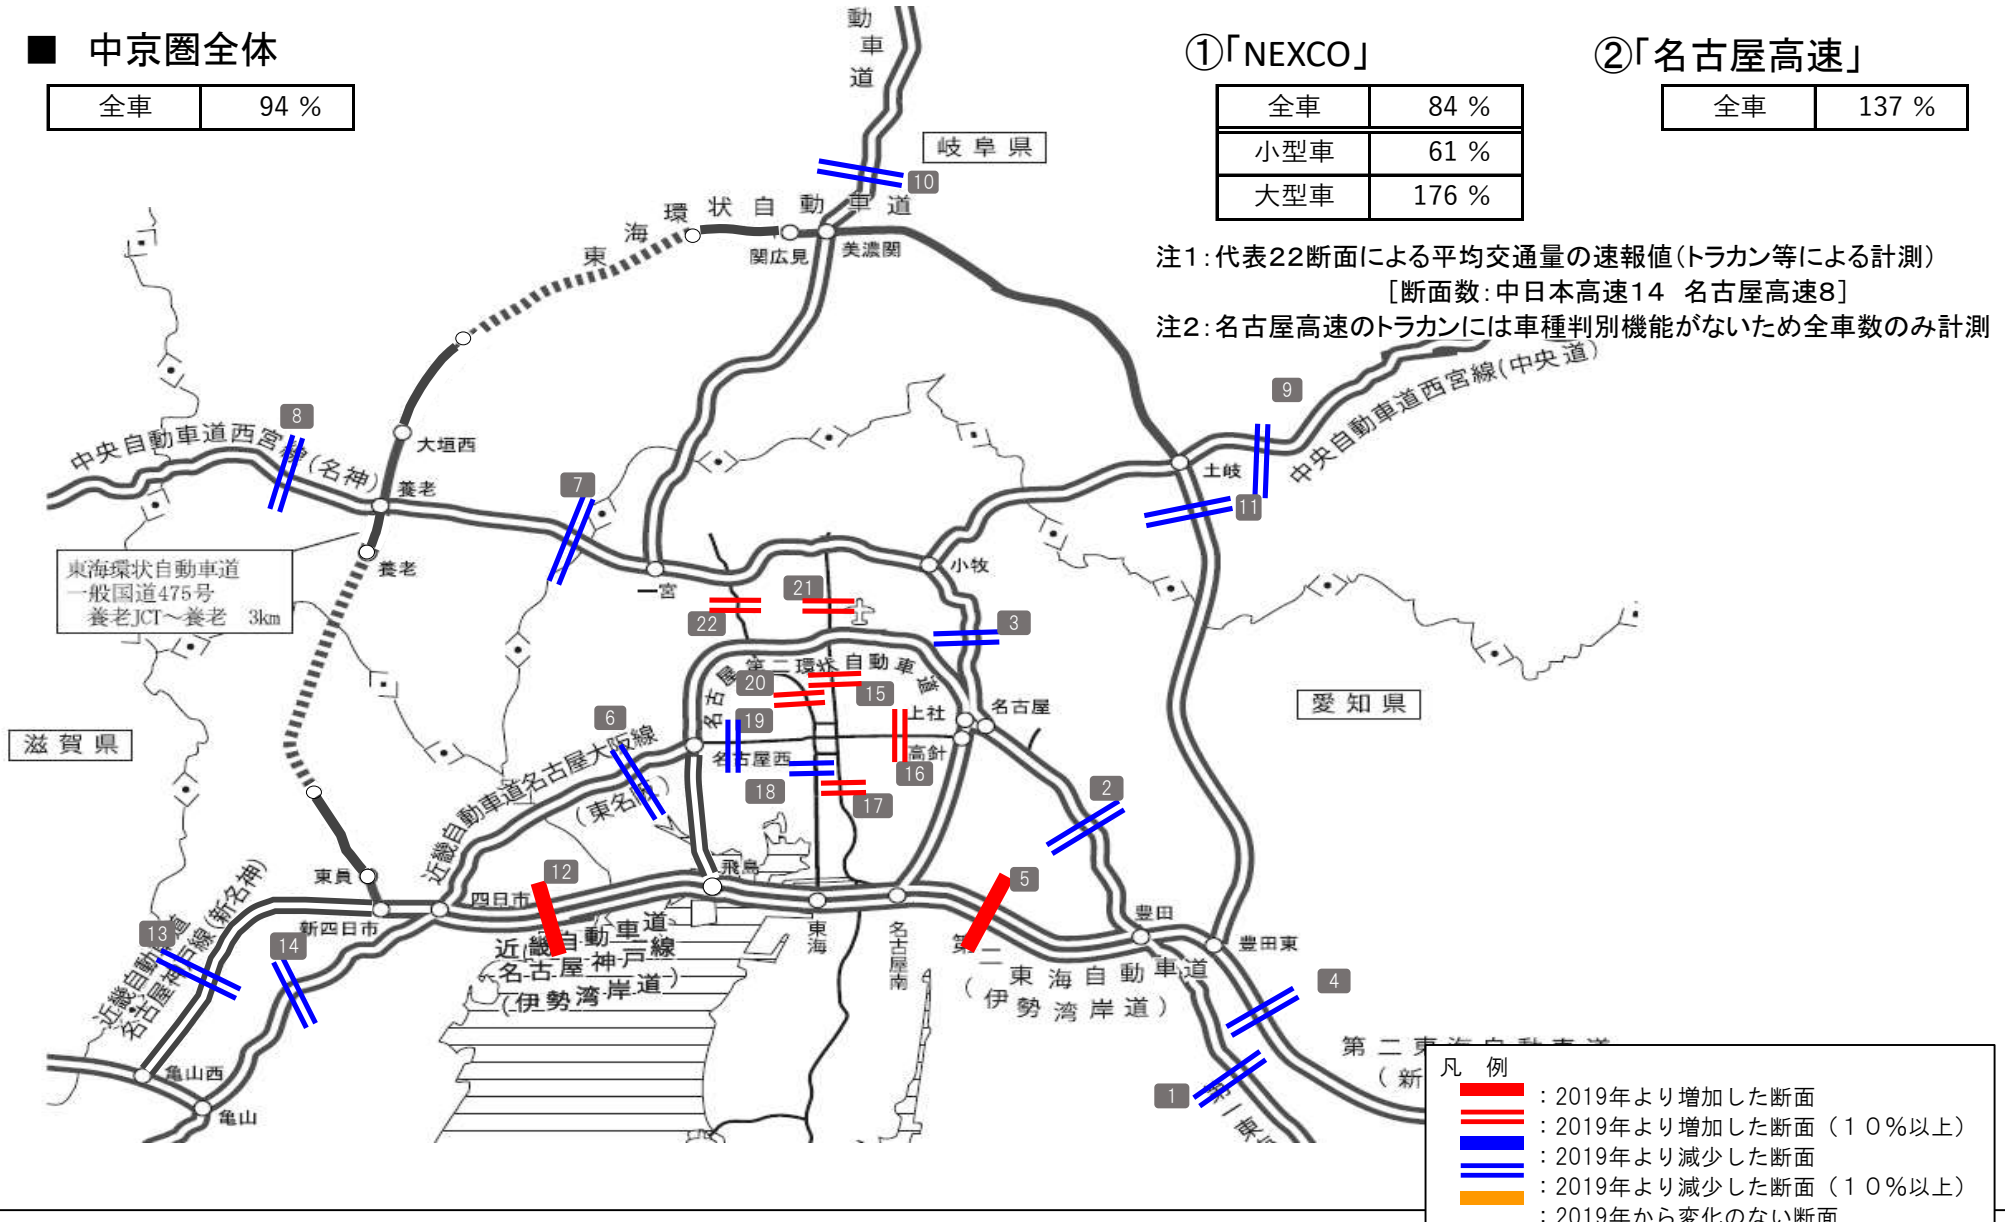 ■ 中京圏全体
全車 94 %
①「NEXCO」
全車 84 %
小型車 61 %
大型車 176 %
②「名古屋高速」
全車 137 %
注1：代表22断面による平均交通量の速報値（トラカン等による計測）
［断面数：中日本高速14 名古屋高速8］
注2：名古屋高速のトラカンには車種判別機能がないため全車数のみ計測
動車道
岐阜県
10
東海環状自動車道
関広見
美濃関
9
中央自動車道西宮線(中央道)
8
中央自動車道西宮線(名神)
大垣西
養老
7
土岐
11
養老
東海環状自動車道
一般国道475号
養老JCT～養老 3km
一宮
小牧
21
22
3
名古屋第二環状自動車道
20
15
愛知県
滋賀県
6
19
上社
名古屋
名古屋西
高針
16
18
17
2
近畿自動車道名古屋大阪線
(東名阪)
12
飛島
5
東員
四日市
新四日市
東海
名古屋南
豊田
豊田東
13
14
近畿自動車道
名古屋神戸線(新名神)
近畿自動車道
名古屋神戸線
(伊勢湾岸道)
第二東海自動車道
(伊勢湾岸道)
4
亀山西
亀山
1
第一東
第二東海自動車道
(新
凡 例
：2019年より増加した断面
：2019年より増加した断面（10％以上）
：2019年より減少した断面
：2019年より減少した断面（10％以上）
：2019年から変化のない断面